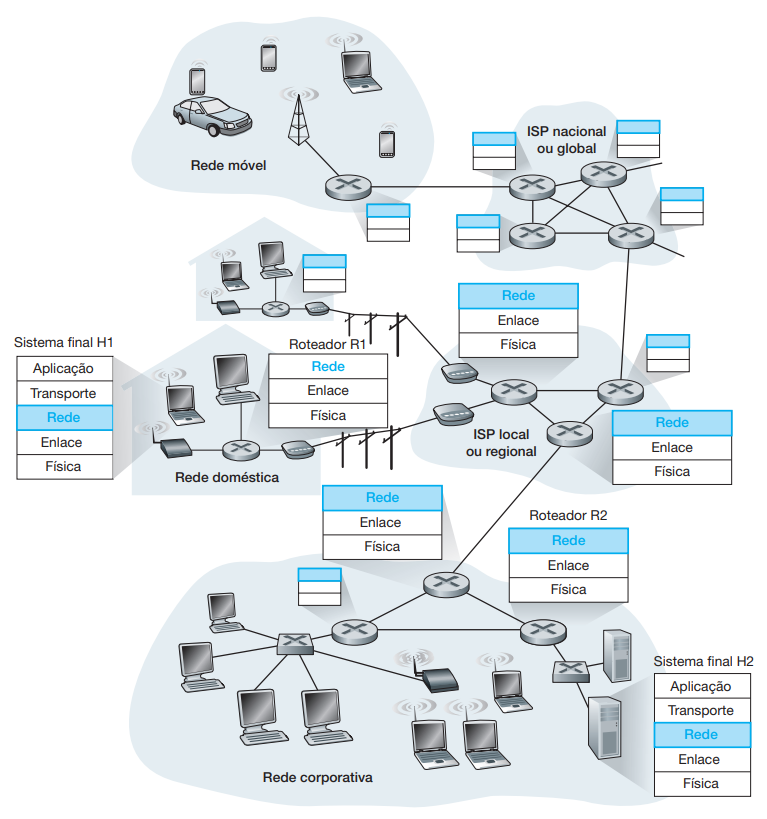 Rede móvel
ISP nacional
ou global
Sistema final H1
Aplicação
Transporte
Rede
Enlace
Física
Roteador R1
Rede
Enlace
Física
Rede
Enlace
Física
Rede doméstica
ISP local
ou regional
Rede
Enlace
Física
Rede
Enlace
Física
Roteador R2
Rede
Enlace
Física
Sistema final H2
Aplicação
Transporte
Rede
Enlace
Física
Rede corporativa